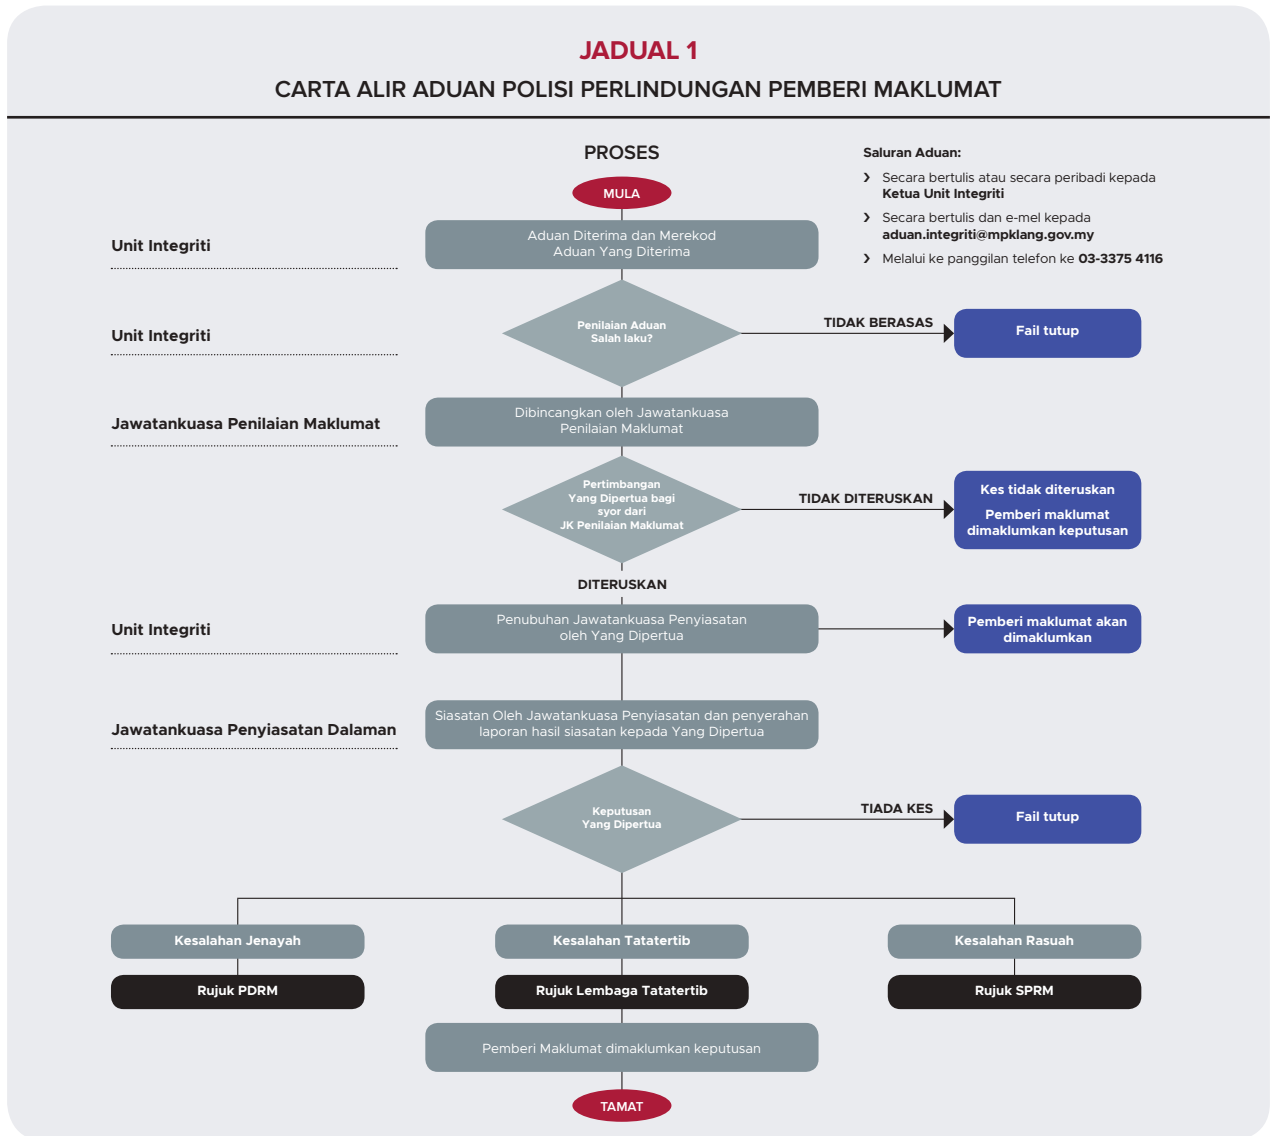 JADUAL 1
CARTA ALIR ADUAN POLISI PERLINDUNGAN PEMBERI MAKLUMAT
PROSES
MULA
Saluran Aduan:
› Secara bertulis atau secara peribadi kepada
Ketua Unit Integriti
› Secara bertulis dan e-mel kepada
aduan.integriti@mpklang.gov.my
› Melalui ke panggilan telefon ke 03-3375 4116
Unit Integriti
Aduan Diterima dan Merekod
Aduan Yang Diterima
Unit Integriti
Penilaian Aduan
Salah laku?
TIDAK BERASAS
Fail tutup
Jawatankuasa Penilaian Maklumat
Dibincangkan oleh Jawatankuasa
Penilaian Maklumat
Pertimbangan
Yang Dipertua bagi
syor dari
JK Penilaian Maklumat
TIDAK DITERUSKAN
Kes tidak diteruskan
Pemberi maklumat
dimaklumkan keputusan
DITERUSKAN
Unit Integriti
Penubuhan Jawatankuasa Penyiasatan
oleh Yang Dipertua
Pemberi maklumat akan
dimaklumkan
Jawatankuasa Penyiasatan Dalaman
Siasatan Oleh Jawatankuasa Penyiasatan dan penyerahan
laporan hasil siasatan kepada Yang Dipertua
Keputusan
Yang Dipertua
TIADA KES
Fail tutup
Kesalahan Jenayah
Kesalahan Tatatertib
Kesalahan Rasuah
Rujuk PDRM
Rujuk Lembaga Tatatertib
Rujuk SPRM
Pemberi Maklumat dimaklumkan keputusan
TAMAT